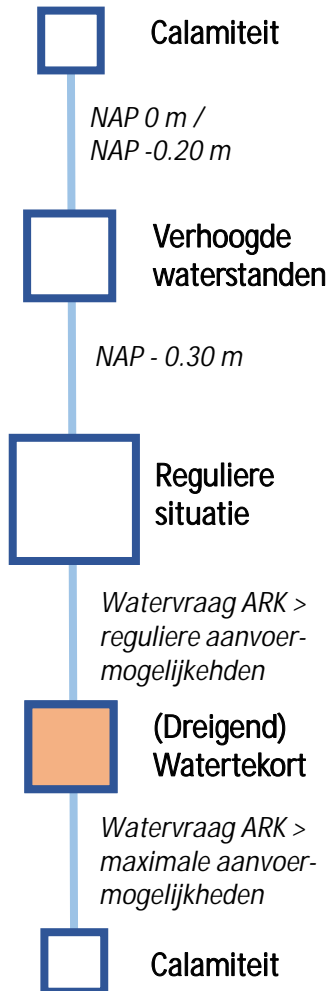 Calamiteit
NAP 0 m /
NAP -0.20 m
Verhoogde
waterstanden
NAP - 0.30 m
Reguliere
situatie
Watervraag ARK >
reguliere aanvoer-
mogelijkehden
(Dreigend)
Watertekort
Watervraag ARK >
maximale aanvoer-
mogelijkheden
Calamiteit